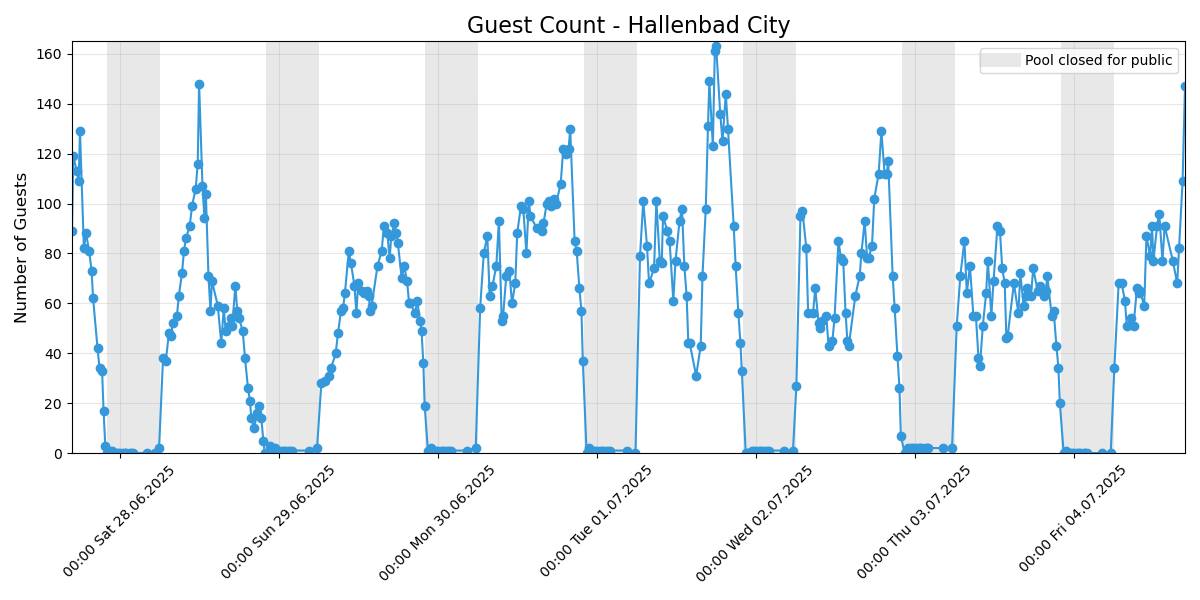 Guest Count - Hallenbad City
Pool closed for public
Number of Guests
160
140
120
100
80
60
40
20
0
00:00 Sat 28.06.2025
00:00 Sun 29.06.2025
00:00 Mon 30.06.2025
00:00 Tue 01.07.2025
00:00 Wed 02.07.2025
00:00 Thu 03.07.2025
00:00 Fri 04.07.2025